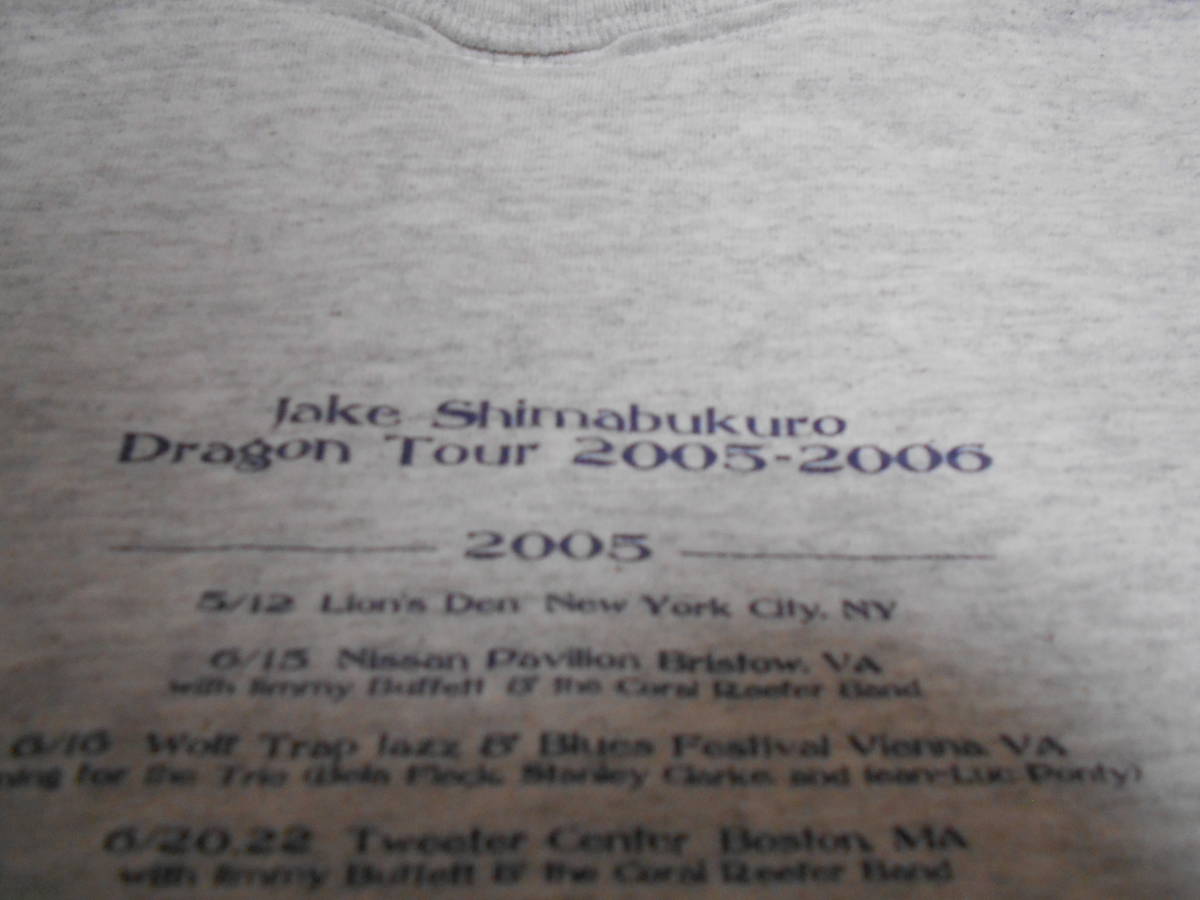 Jake Shimabukuro
Dragon Tour 2005-2006
2005
5/12 Lion's Den New York City, NY
6/15 Nissan Pavilion Bristow, VA
with Jimmy Buffett & the Coral Reefer Band
6/16 Wolf Trap Jazz & Blues Festival Vienna, VA
for the Trio (Bela Fleck, Stanley Clarke and Jean-Luc Ponty)
6/20,22 Tweeter Center Boston, MA
with Jimmy Buffett & the Coral Reefer Band